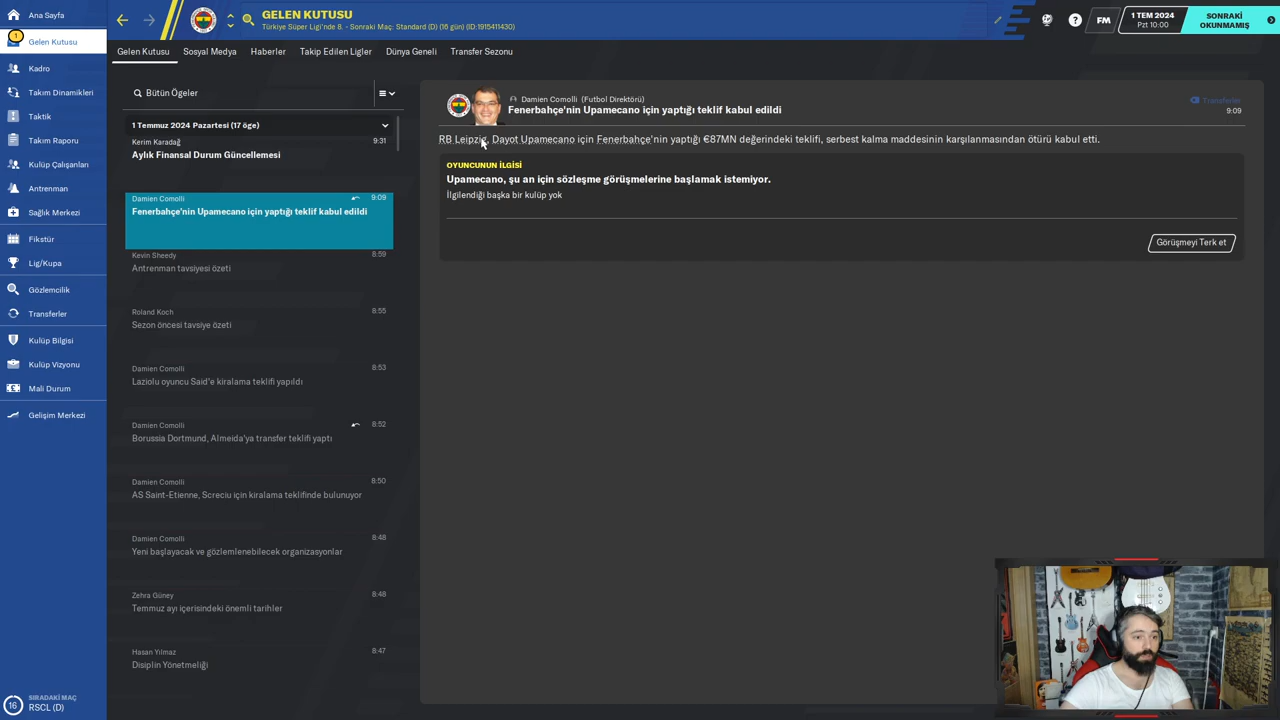 Ana Sayfa
1
Gelen Kutusu
Kadro
Takım Dinamikleri
Taktik
Takım Raporu
Kulüp Çalışanları
Antrenman
Sağlık Merkezi
Fikstür
Lig/Kupa
Gözlemcilik
Transferler
Kulüp Bilgisi
Kulüp Vizyonu
Mali Durum
Gelişim Merkezi
SIRADAKİ MAÇ
16
RSCL (D)
GELEN KUTUSU
Türkiye Süper Ligi'nde 8. - Sonraki Maç: Standard (D) (16 gün) (ID:1915411430)
?
FM
1 TEM 2024
Pzt 10:00
SONRAKİ
OKUNMAMIŞ
Gelen Kutusu
Sosyal Medya
Haberler
Takip Edilen Ligler
Dünya Geneli
Transfer Sezonu
Bütün Ögeler
1 Temmuz 2024 Pazartesi (17 öge)
Kerim Karadağ 9:31
Aylık Finansal Durum Güncellemesi
Damien Comolli 9:09
Fenerbahçe'nin Upamecano için yaptığı teklif kabul edildi
Kevin Sheedy 8:59
Antrenman tavsiyesi özeti
Roland Koch 8:55
Sezon öncesi tavsiye özeti
Damien Comolli 8:53
Laziolu oyuncu Said'e kiralama teklifi yapıldı
Damien Comolli 8:52
Borussia Dortmund, Almeida'ya transfer teklifi yaptı
Damien Comolli 8:50
AS Saint-Etienne, Screciu için kiralama teklifinde bulunuyor
Damien Comolli 8:48
Yeni başlayacak ve gözlemlenebilecek organizasyonlar
Zehra Güney 8:48
Temmuz ayı içerisindeki önemli tarihler
Hasan Yılmaz 8:47
Disiplin Yönetmeliği
Damien Comolli (Futbol Direktörü)
Transferler
Fenerbahçe'nin Upamecano için yaptığı teklif kabul edildi
9:09
RB Leipzig, Dayot Upamecano için Fenerbahçe'nin yaptığı €87MN değerindeki teklifi, serbest kalma maddesinin karşılanmasından ötürü kabul etti.
OYUNCUNUN İLGİSİ
Upamecano, şu an için sözleşme görüşmelerine başlamak istemiyor.
İlgilendiği başka bir kulüp yok
Görüşmeyi Terk et